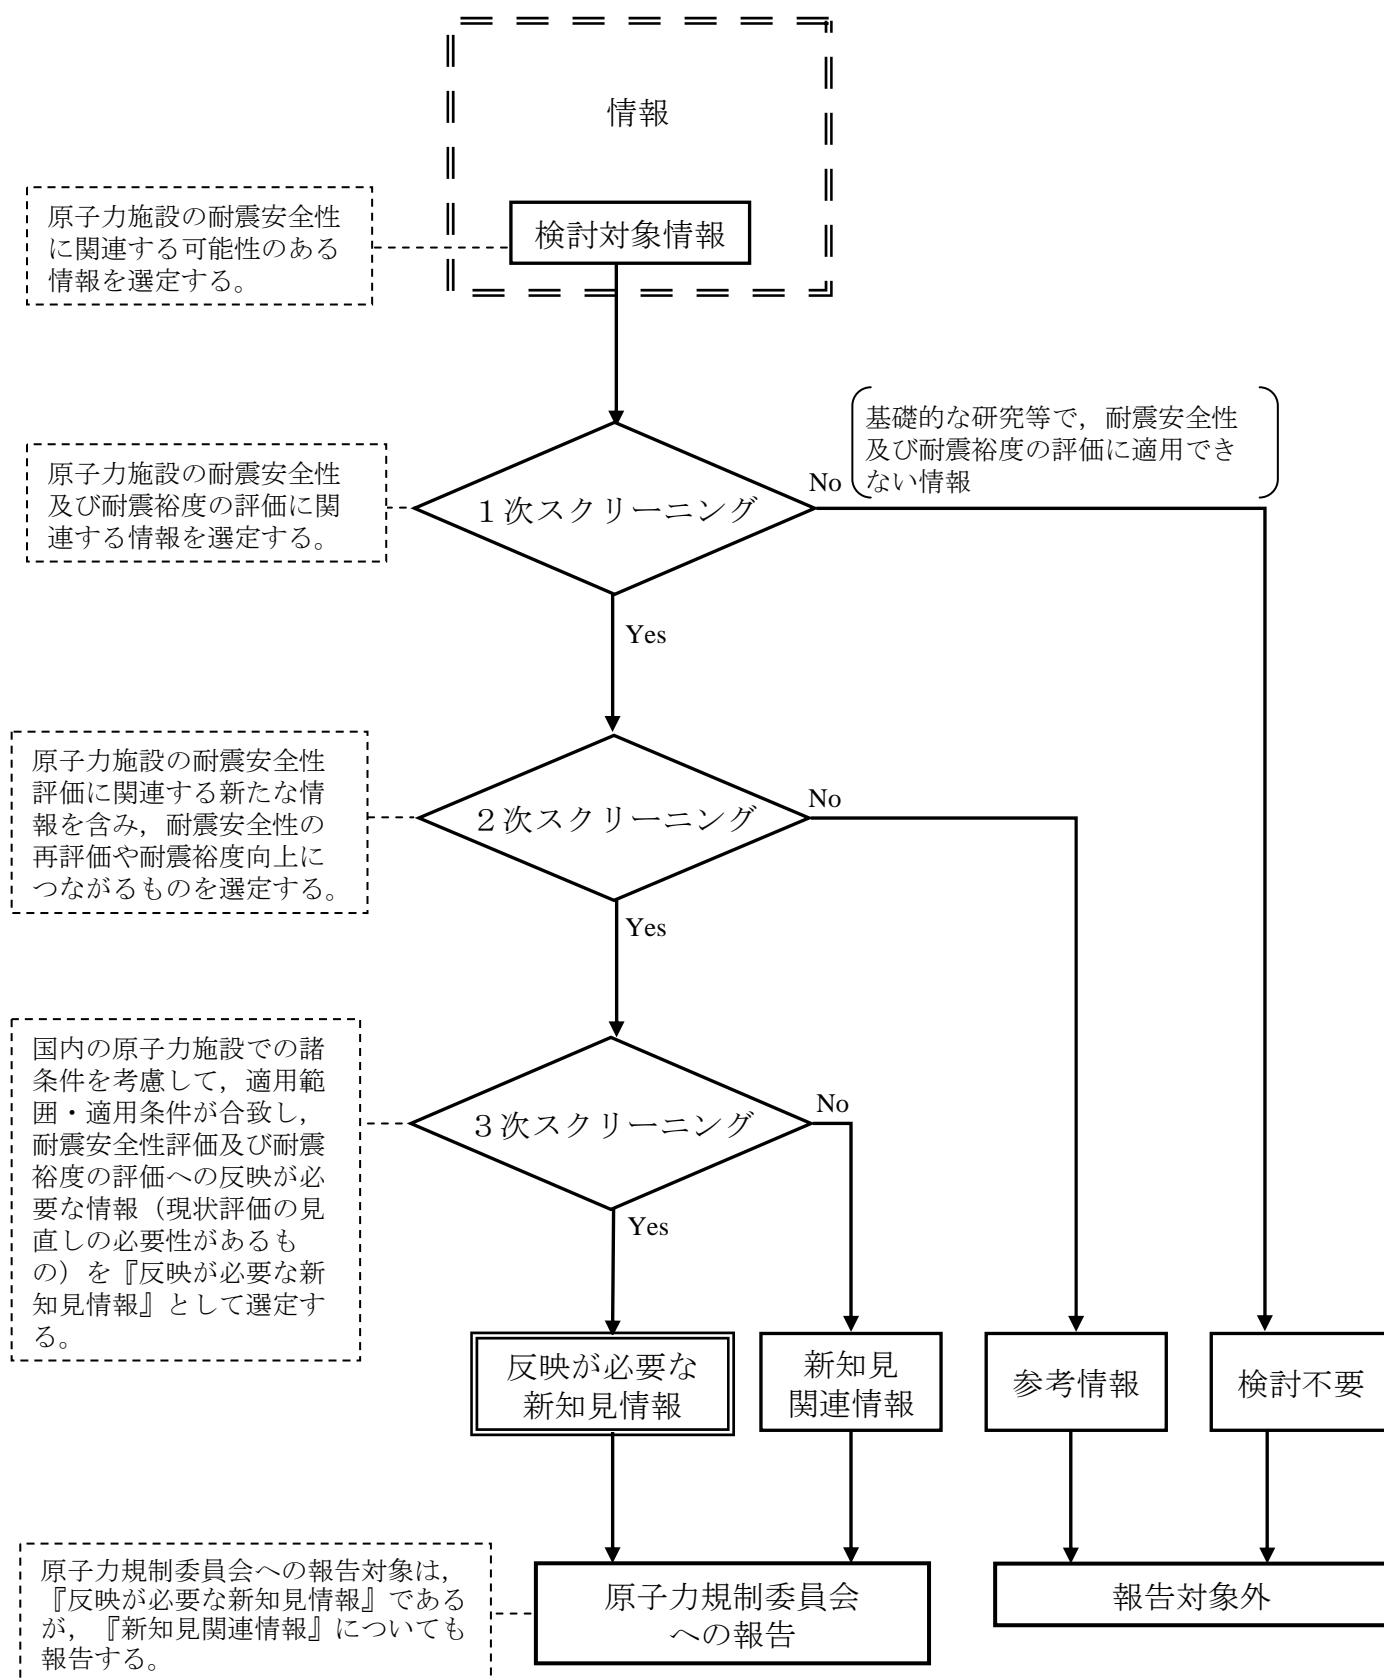 情報
原子力施設の耐震安全性
に関連する可能性のある
情報を選定する。
検討対象情報
基礎的な研究等で，耐震安全性
及び耐震裕度の評価に適用でき
ない情報
原子力施設の耐震安全性
及び耐震裕度の評価に関
連する情報を選定する。
１次スクリーニング
No
Yes
原子力施設の耐震安全性
評価に関連する新たな情
報を含み，耐震安全性の
再評価や耐震裕度向上に
つながるものを選定する。
２次スクリーニング
No
Yes
国内の原子力施設での諸
条件を考慮して，適用範
囲・適用条件が合致し，
耐震安全性評価及び耐震
裕度の評価への反映が必
要な情報（現状評価の見
直しの必要性があるも
の）を『反映が必要な新
知見情報』として選定す
る。
３次スクリーニング
No
Yes
反映が必要な
新知見情報
新知見
関連情報
参考情報
検討不要
原子力規制委員会への報告対象は，
『反映が必要な新知見情報』である
が，『新知見関連情報』についても
報告する。
原子力規制委員会
への報告
報告対象外